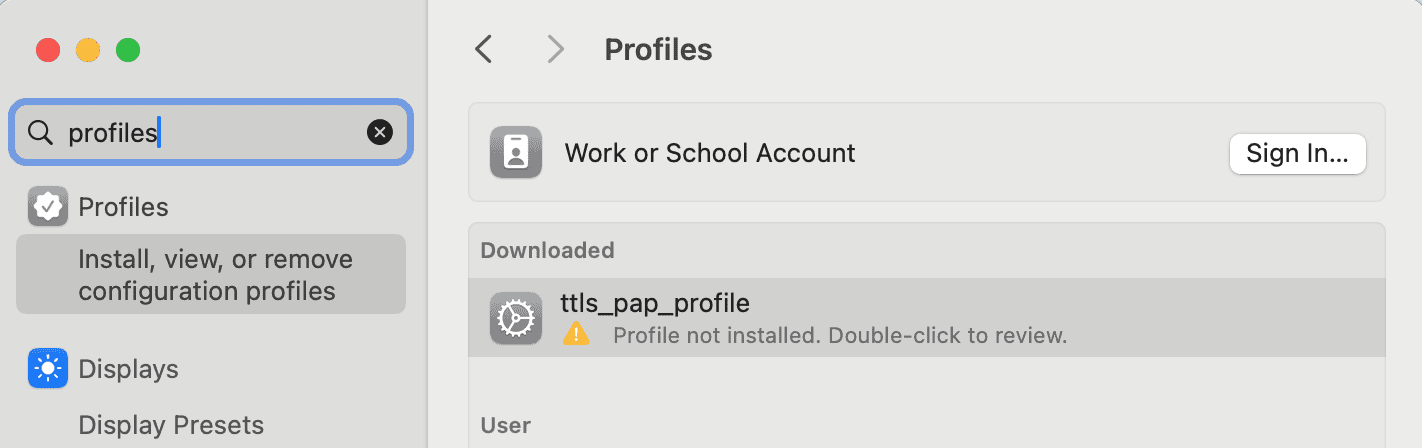 profiles
Profiles
Install, view, or remove
configuration profiles
Displays
Display Presets
Profiles
Work or School Account
Sign In...
Downloaded
ttls_pap_profile
Profile not installed. Double-click to review.
User